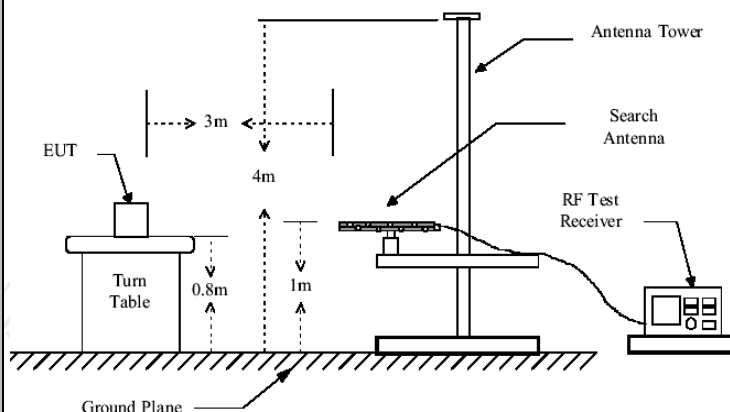 Antenna Tower
3m
Search
Antenna
EUT
4m
RF Test
Receiver
Turn
Table
0.8m
1m
Ground Plane